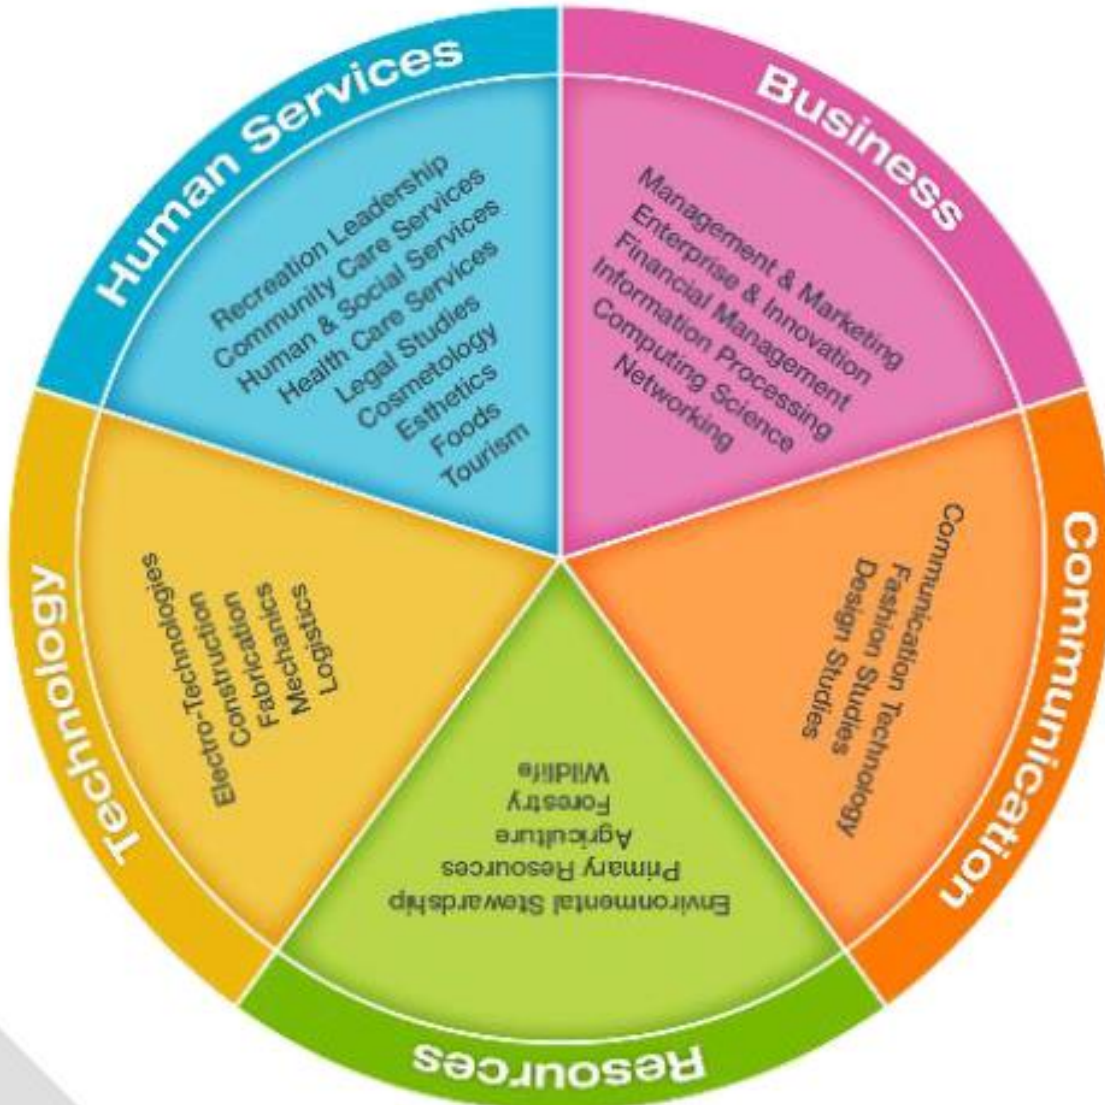 Human Services
Recreation Leadership
Community Care Services
Human & Social Services
Health Care Services
Legal Studies
Cosmetology
Esthetics
Foods
Tourism
Business
Management & Marketing
Enterprise & Innovation
Financial Management
Information Processing
Computing Science
Networking
Communication
Communication Technology
Fashion Studies
Design Studies
Resources
Environmental Stewardship
Primary Resources
Agriculture
Forestry
Wildlife
Technology
Electro-Technologies
Construction
Fabrication
Mechanics
Logistics